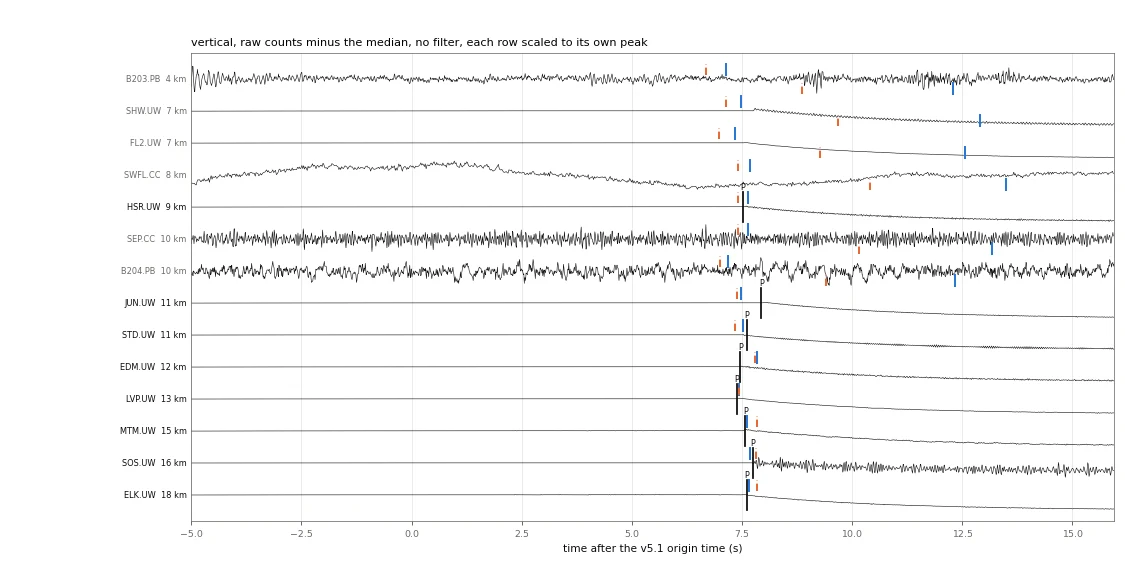 vertical, raw counts minus the median, no filter, each row scaled to its own peak
B203.PB 4 km
SHW.UW 7 km
FL2.UW 7 km
SWFL.CC 8 km
P
HSR.UW 9 km
SEP.CC 10 km
B204.PB 10 km
P
JUN.UW 11 km
P
STD.UW 11 km
P
EDM.UW 12 km
P
LVP.UW 13 km
P
MTM.UW 15 km
P
SOS.UW 16 km
P
ELK.UW 18 km
−5.0 −2.5 0.0 2.5 5.0 7.5 10.0 12.5 15.0
time after the v5.1 origin time (s)